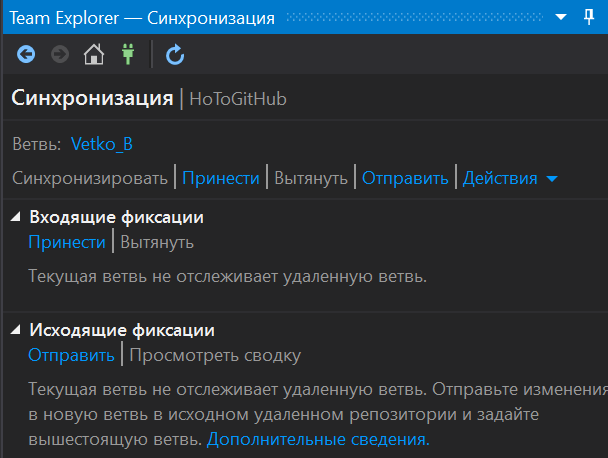 Team Explorer — Синхронизация
Синхронизация | HoToGitHub
Ветвь: Vetko_B
Синхронизировать | Принести | Вытянуть | Отправить | Действия
Входящие фиксации
Принести | Вытянуть
Текущая ветвь не отслеживает удаленную ветвь.
Исходящие фиксации
Отправить | Просмотреть сводку
Текущая ветвь не отслеживает удаленную ветвь. Отправьте изменения
в новую ветвь в исходном удаленном репозитории и задайте
вышестоящую ветвь. Дополнительные сведения.